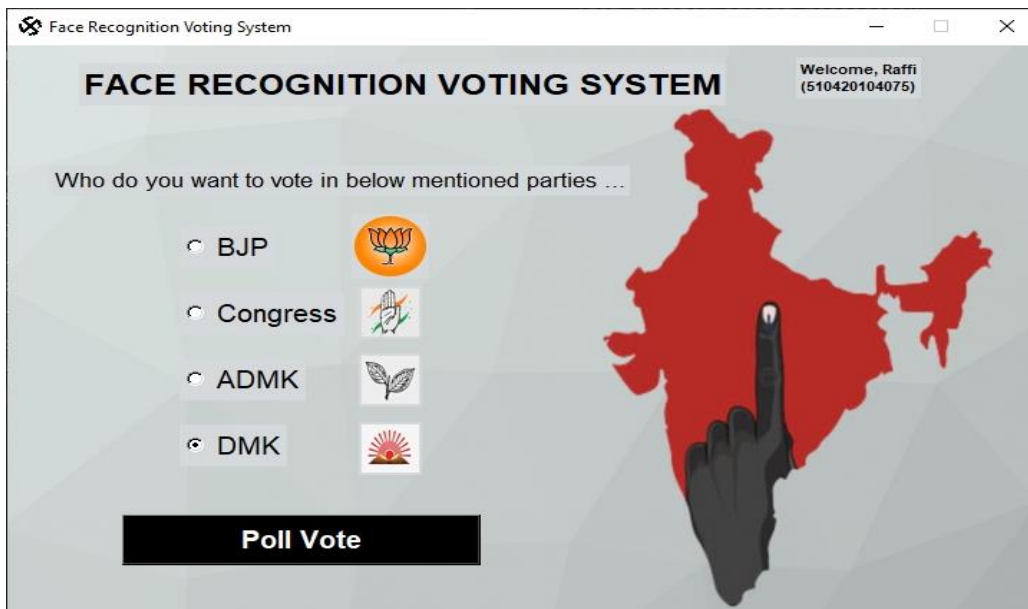 Face Recognition Voting System
FACE RECOGNITION VOTING SYSTEM
Welcome, Raffi
(510420104075)
Who do you want to vote in below mentioned parties ...
BJP
Congress
ADMK
DMK
Poll Vote